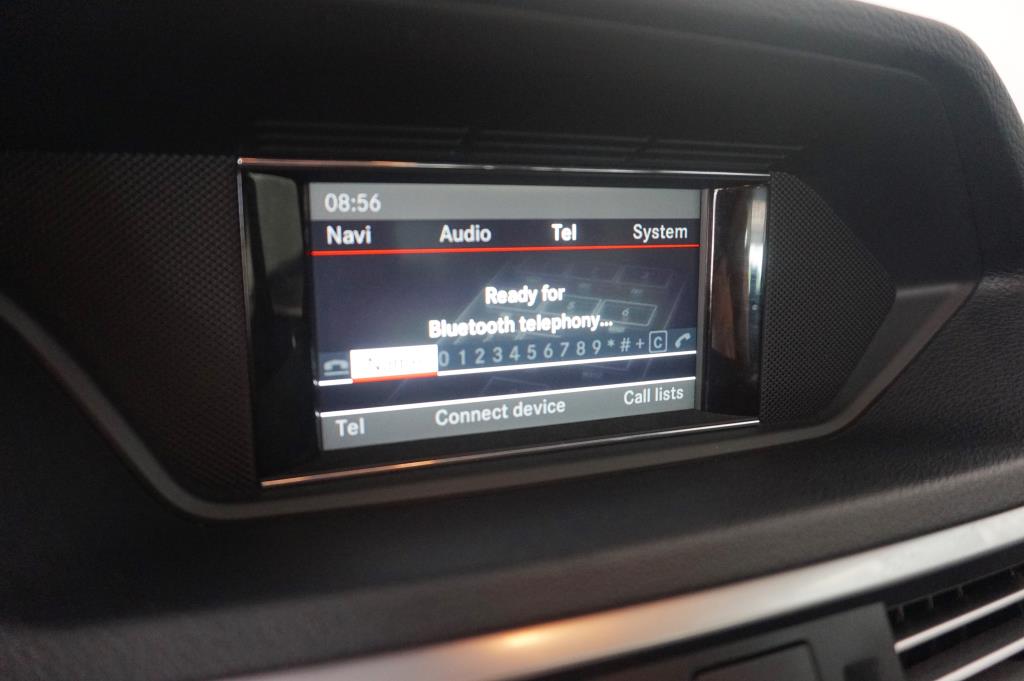 08:56
Navi Audio Tel System
Ready for
Bluetooth telephony...
0 1 2 3 4 5 6 7 8 9 * # + C
Tel Connect device Call lists